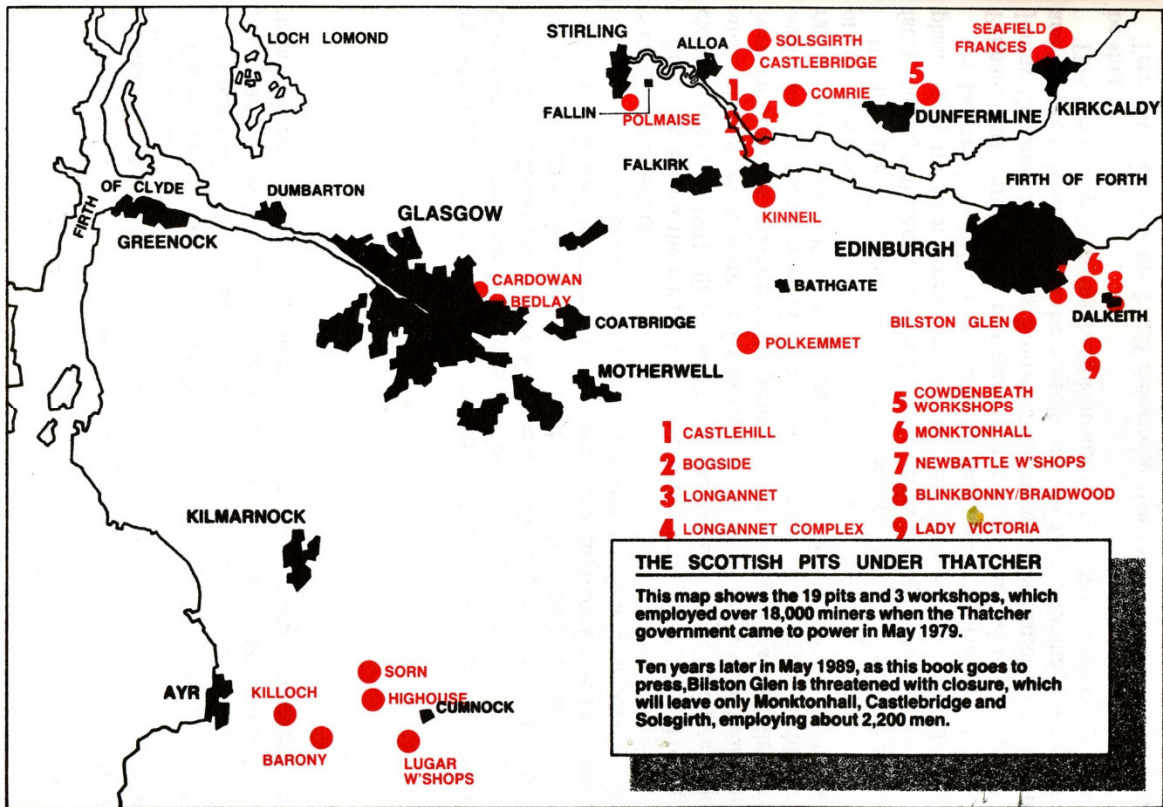 LOCH LOMOND
STIRLING
ALLOA
SOLSGIRTH
CASTLEBRIDGE
SEAFIELD
FRANCES
5
1
COMRIE
FALLIN
POLMAISE
2
4
3
DUNFERMLINE
KIRKCALDY
FALKIRK
FIRTH OF FORTH
FIRTH OF CLYDE
DUMBARTON
GREENOCK
GLASGOW
KINNEIL
EDINBURGH
CARDOWAN
BEDLAY
BATHGATE
7
6
8
COATBRIDGE
BILSTON GLEN
DALKEITH
POLKEMMET
9
MOTHERWELL
1 CASTLEHILL
2 BOGSIDE
3 LONGANNET
4 LONGANNET COMPLEX
5 COWDENBEATH
WORKSHOPS
6 MONKTONHALL
7 NEWBATTLE W'SHOPS
8 BLINKBONNY/BRAIDWOOD
9 LADY VICTORIA
KILMARNOCK
AYR
KILLOCH
SORN
HIGHOUSE
CUMNOCK
BARONY
LUGAR
W'SHOPS
THE SCOTTISH PITS UNDER THATCHER
This map shows the 19 pits and 3 workshops, which
employed over 18,000 miners when the Thatcher
government came to power in May 1979.
Ten years later in May 1989, as this book goes to
press,Bilston Glen is threatened with closure, which
will leave only Monktonhall, Castlebridge and
Solsgirth, employing about 2,200 men.